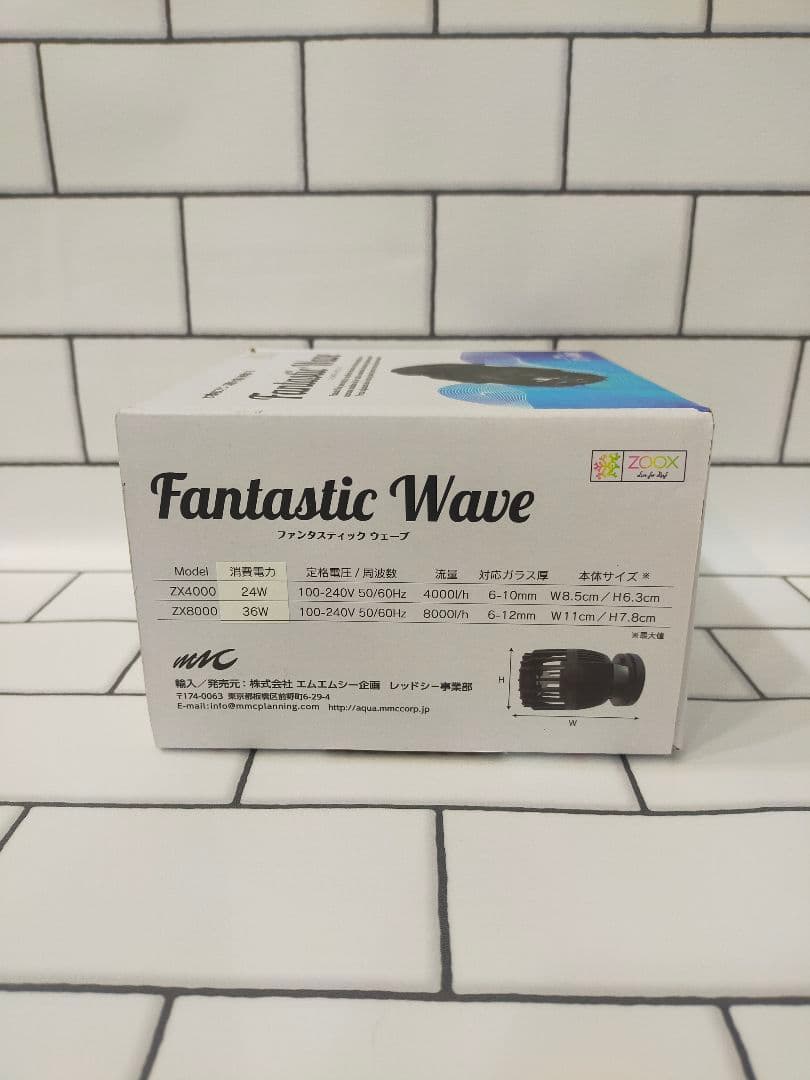 Fantastic Wave
Fantastic Wave
ZOOX
Live for Reef
ファンタスティック ウェーブ
Model 消費電力 定格電圧 / 周波数 流量 対応ガラス厚 本体サイズ ※
ZX4000 24W 100-240V 50/60Hz 4000l/h 6-10mm W8.5cm／H6.3cm
ZX8000 36W 100-240V 50/60Hz 8000l/h 6-12mm W11cm／H7.8cm
※最大値
mmc
輸入／発売元：株式会社 エムエムシー企画 レッドシー事業部
〒174-0063 東京都板橋区前野町6-29-4
E-mail:info@mmcplanning.com http://aqua.mmccorp.jp
H
W